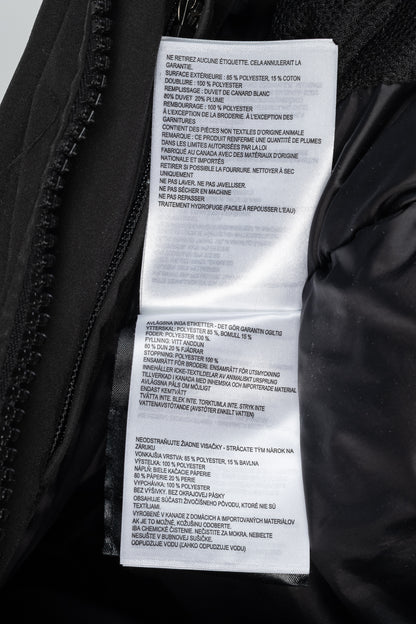 NE RETIREZ AUCUNE ÉTIQUETTE. CELA ANNULERAIT LA
GARANTIE.
SURFACE EXTÉRIEURE : 85 % POLYESTER, 15 % COTON
DOUBLURE : 100 % POLYESTER
REMPLISSAGE : DUVET DE CANARD BLANC
80% DUVET 20% PLUME
REMBOURRAGE : 100 % POLYESTER
À L'EXCEPTION DE LA BRODERIE. À L'EXCEPTION DES
GARNITURES
CONTIENT DES PIÈCES NON TEXTILES D'ORIGINE ANIMALE
REMARQUE : CE PRODUIT RENFERME UNE QUANTITÉ DE PLUMES
DANS LES LIMITES AUTORISÉES PAR LA LOI
FABRIQUÉ AU CANADA AVEC DES MATÉRIAUX D'ORIGINE
NATIONALE ET IMPORTÉS
RETIRER SI POSSIBLE LA FOURRURE. NETTOYER À SEC
UNIQUEMENT
NE PAS LAVER, NE PAS JAVELLISER.
NE PAS SÉCHER EN MACHINE
NE PAS REPASSER
TRAITEMENT HYDROFUGE (FACILE À REPOUSSER L'EAU)
AVLÄGSNA INGA ETIKETTER - DET GÖR GARANTIN OGILTIG
YTTERSKAL: POLYESTER 85 %, BOMULL 15 %
FODER: POLYESTER 100 %.
FYLLNING: VITT ANDDUN
80 % DUN 20 % FJÄDRAR
STOPPNING: POLYESTER 100 %
ENSAMRÄTT FÖR BRODERI. ENSAMRÄTT FÖR UTSMYCKNING
INNEHÅLLER ICKE-TEXTILDELAR AV ANIMALISKT URSPRUNG
TILLVERKAD I KANADA MED INHEMSKA OCH IMPORTERADE MATERIAL
AVLÄGSNA PÄLS OM MÖJLIGT
ENDAST KEMTVÄTT
TVÄTTA INTE. BLEK INTE. TORKTUMLA INTE. STRYK INTE
VATTENAVSTÖTANDE (AVSTÖTER ENKELT VATTEN)
NEODSTRAŇUJTE ŽIADNE VISAČKY - STRÁCATE TÝM NÁROK NA
ZÁRUKU.
VONKAJŠIA VRSTVA: 85 % POLYESTER, 15 % BAVLNA
VÝSTELKA: 100 % POLYESTER
NÁPLŇ: BIELE KAČACIE PÁPERIE
80 % PÁPERIE 20 % PERIE
VYPCHÁVKA: 100 % POLYESTER
BEZ VÝŠIVKY. BEZ OKRAJOVEJ PÁSKY
OBSAHUJE SÚČASTI ŽIVOČÍŠNEHO PÔVODU, KTORÉ NIE SÚ
TEXTÍLIAMI.
VYROBENÉ V KANADE Z DOMÁCICH A IMPORTOVANÝCH MATERIÁLOV
AK JE TO MOŽNÉ, KOŽUŠINU ODOBERTE.
IBA CHEMICKÉ ČISTENIE. NEČISTITE ZA MOKRA. NEBIEĽTE
NESUŠTE V BUBNOVEJ SUŠIČKE.
ODPUDZUJE VODU (ĽAHKO ODPUDZUJE VODU)